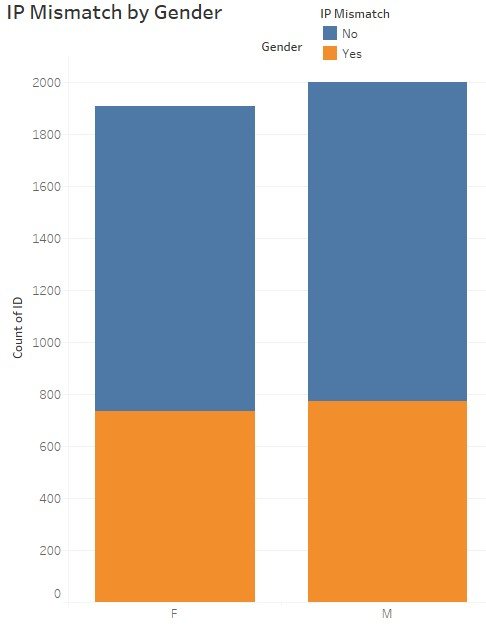 IP Mismatch by Gender
IP Mismatch
No
Gender
Yes
2000
1800
1600
1400
1200
1000
800
600
400
200
0
Count of ID
F
M